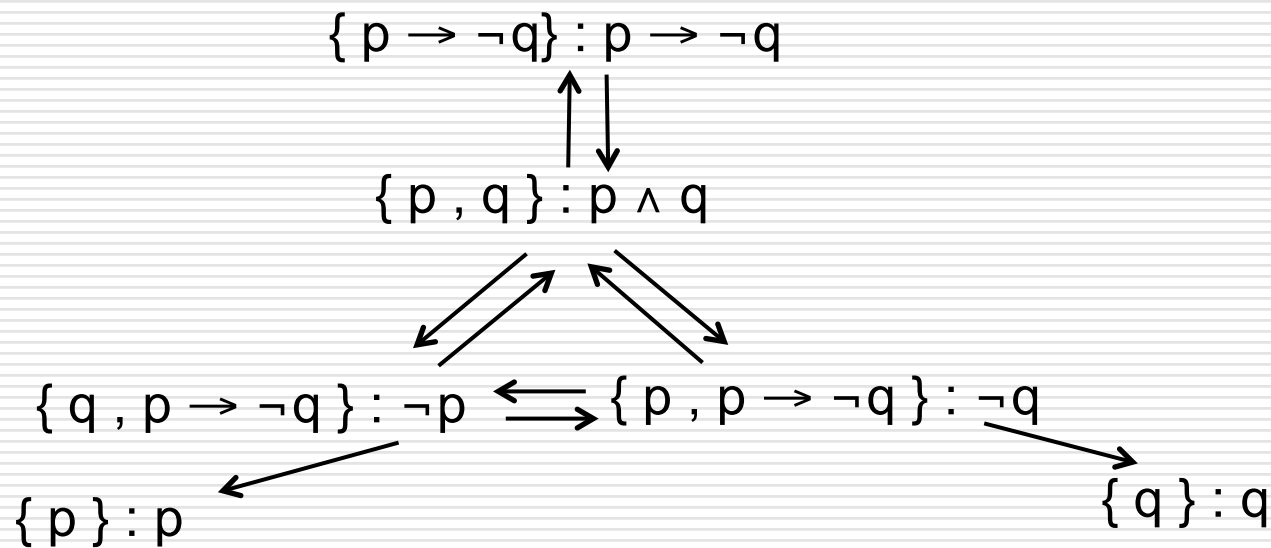 { p → ¬q} : p → ¬q
{ p , q } : p ∧ q
{ q , p → ¬q } : ¬p
{ p , p → ¬q } : ¬q
{ p } : p
{ q } : q